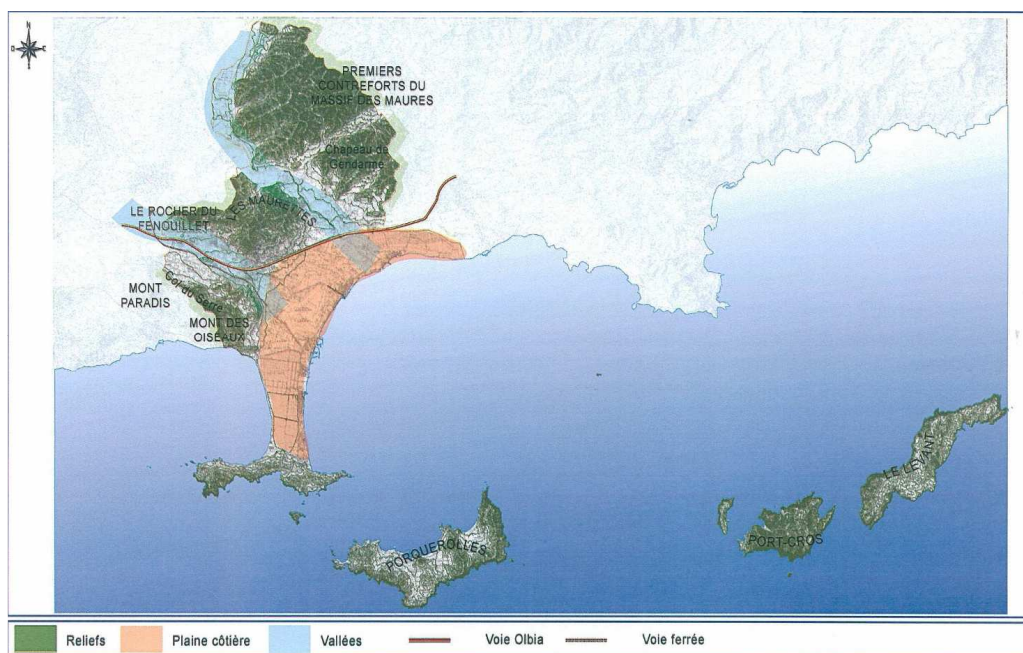 N
O
E
S
PREMIERS
CONTREFORTS DU
MASSIF DES MAURES
Chapeau de
Gendarme
LE ROCHER DU
FENOUILLET
LES MAURETTES
MONT
PARADIS
Col du Serre
MONT DES
OISEAUX
LE LEVANT
PORT-CROS
PORQUEROLLES
Reliefs
Plaine côtière
Vallées
Voie Olbia
Voie ferrée